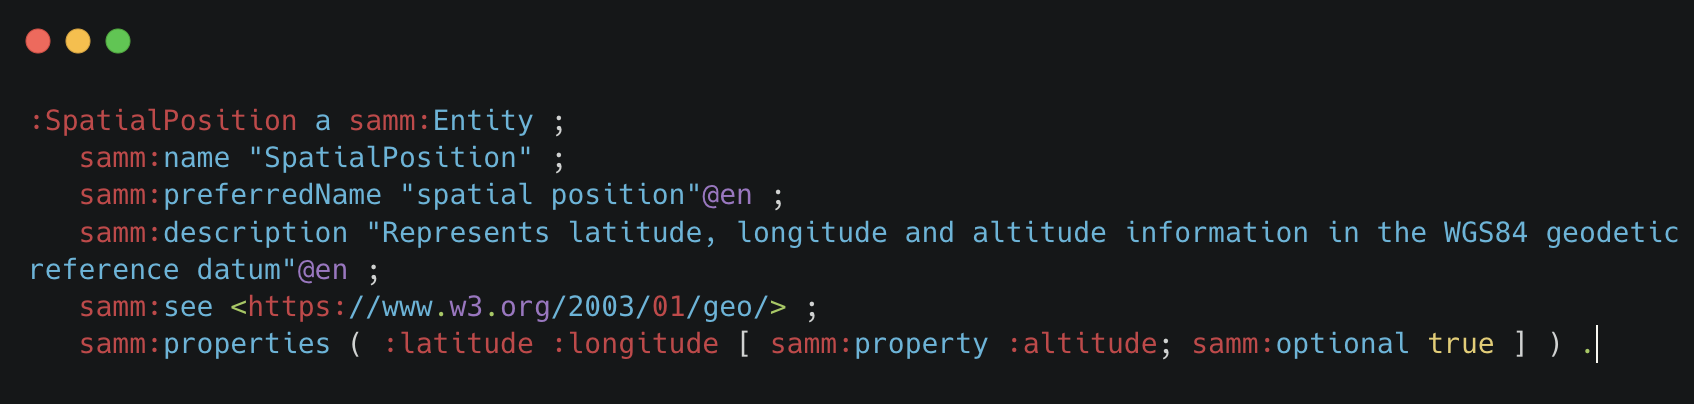 :SpatialPosition a samm:Entity ;
   samm:name "SpatialPosition" ;
   samm:preferredName "spatial position"@en ;
   samm:description "Represents latitude, longitude and altitude information in the WGS84 geodetic
reference datum"@en ;
   samm:see <https://www.w3.org/2003/01/geo/> ;
   samm:properties ( :latitude :longitude [ samm:property :altitude; samm:optional true ] ) .